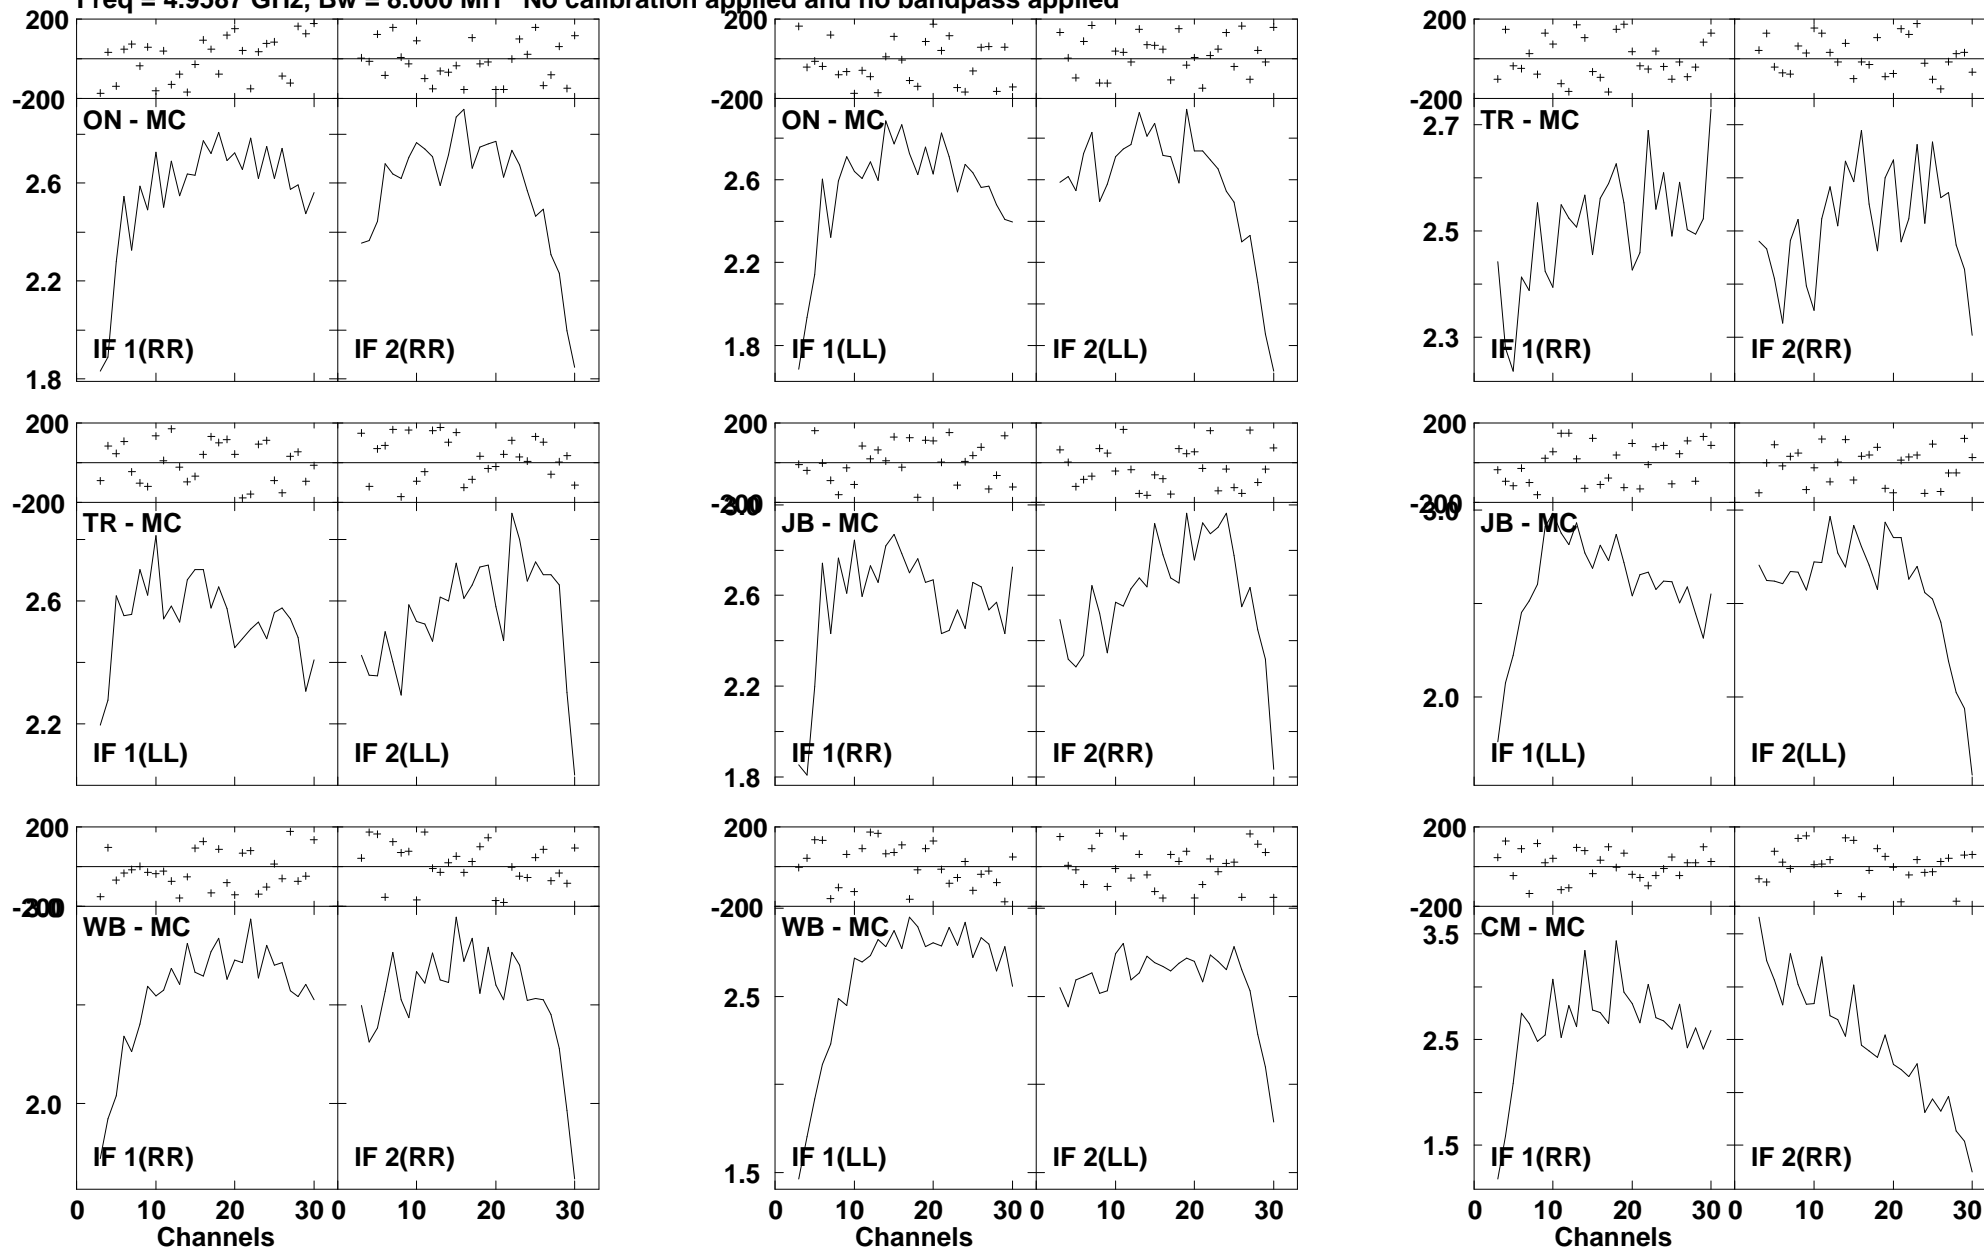 Freq = 4.9587 GHz, Bw = 8.000 MH No calibration applied and no bandpass applied
200 200 200
-200 -200 -200
ON - MC ON - MC TR - MC
2.7
2.6 2.6 2.5
2.2 2.2 2.3
IF 1(RR) IF 2(RR) IF 1(LL) IF 2(LL) IF 1(RR) IF 2(RR)
1.8 1.8
200 200 200
-200 -200 3.0 -200 3.0
TR - MC JB - MC JB - MC
2.6 2.6
2.2 2.2 2.0
IF 1(LL) IF 2(LL) IF 1(RR) IF 2(RR) IF 1(LL) IF 2(LL)
1.8
200 200 200
-200 3.0 -200 -200
WB - MC WB - MC CM - MC
3.5
2.5 2.5
2.0
IF 1(RR) IF 2(RR) IF 1(LL) IF 2(LL) IF 1(RR) IF 2(RR)
1.5 1.5
0 10 20 30 0 10 20 30 0 10 20 30 0 10 20 30 0 10 20 30 0 10 20 30
Channels Channels Channels